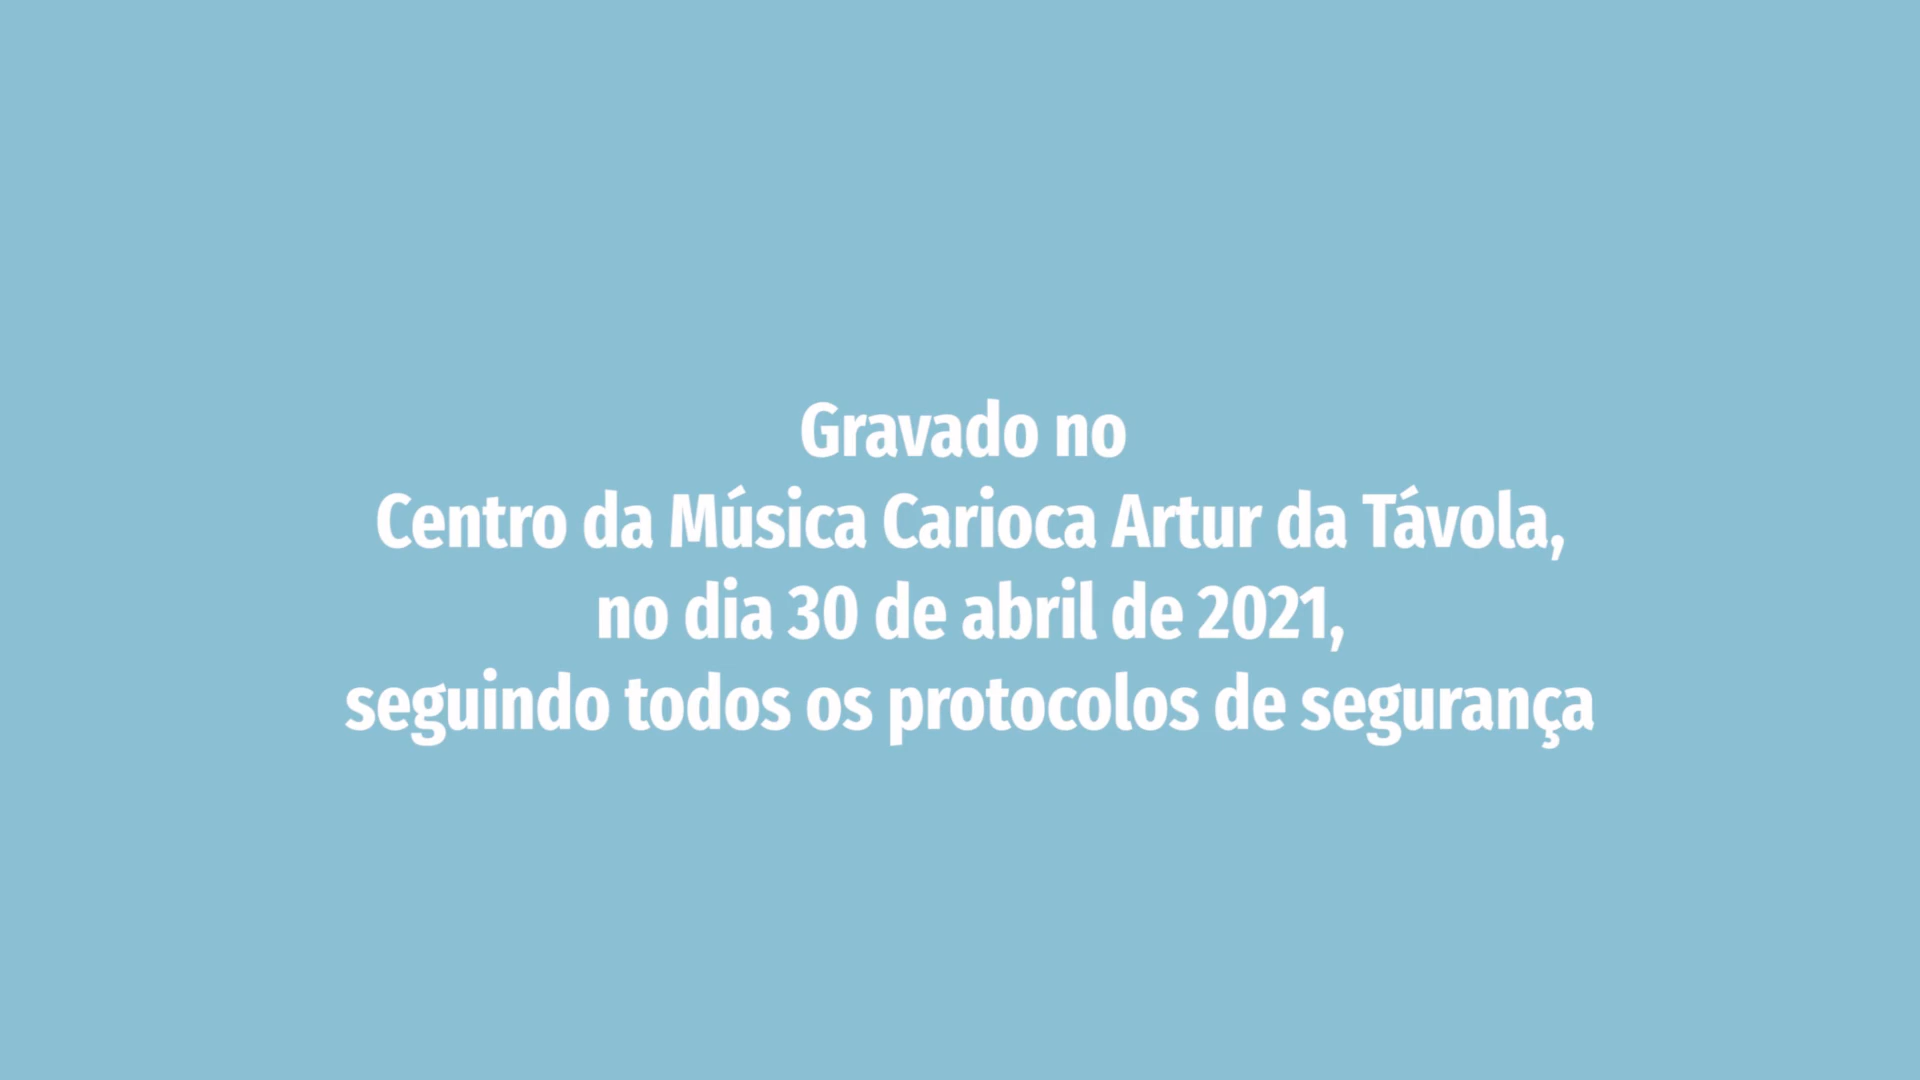 Gravado no
Centro da Música Carioca Artur da Távola,
no dia 30 de abril de 2021,
seguindo todos os protocolos de segurança